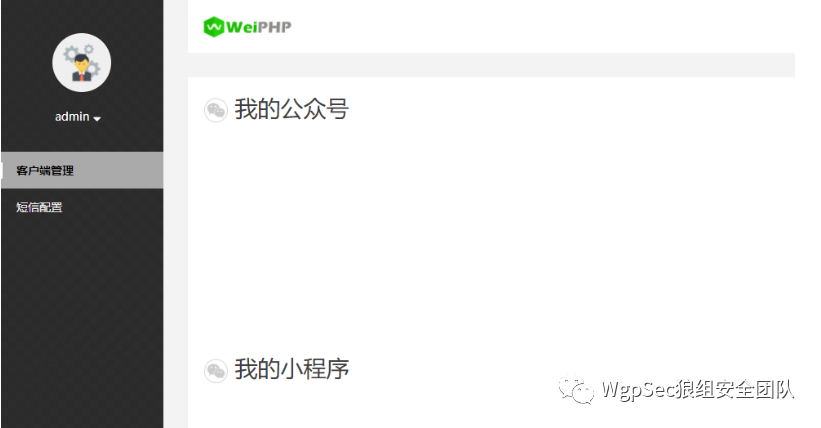 WeiPHP
admin
我的公众号
客户端管理
短信配置
我的小程序
WgpSec狼组安全团队